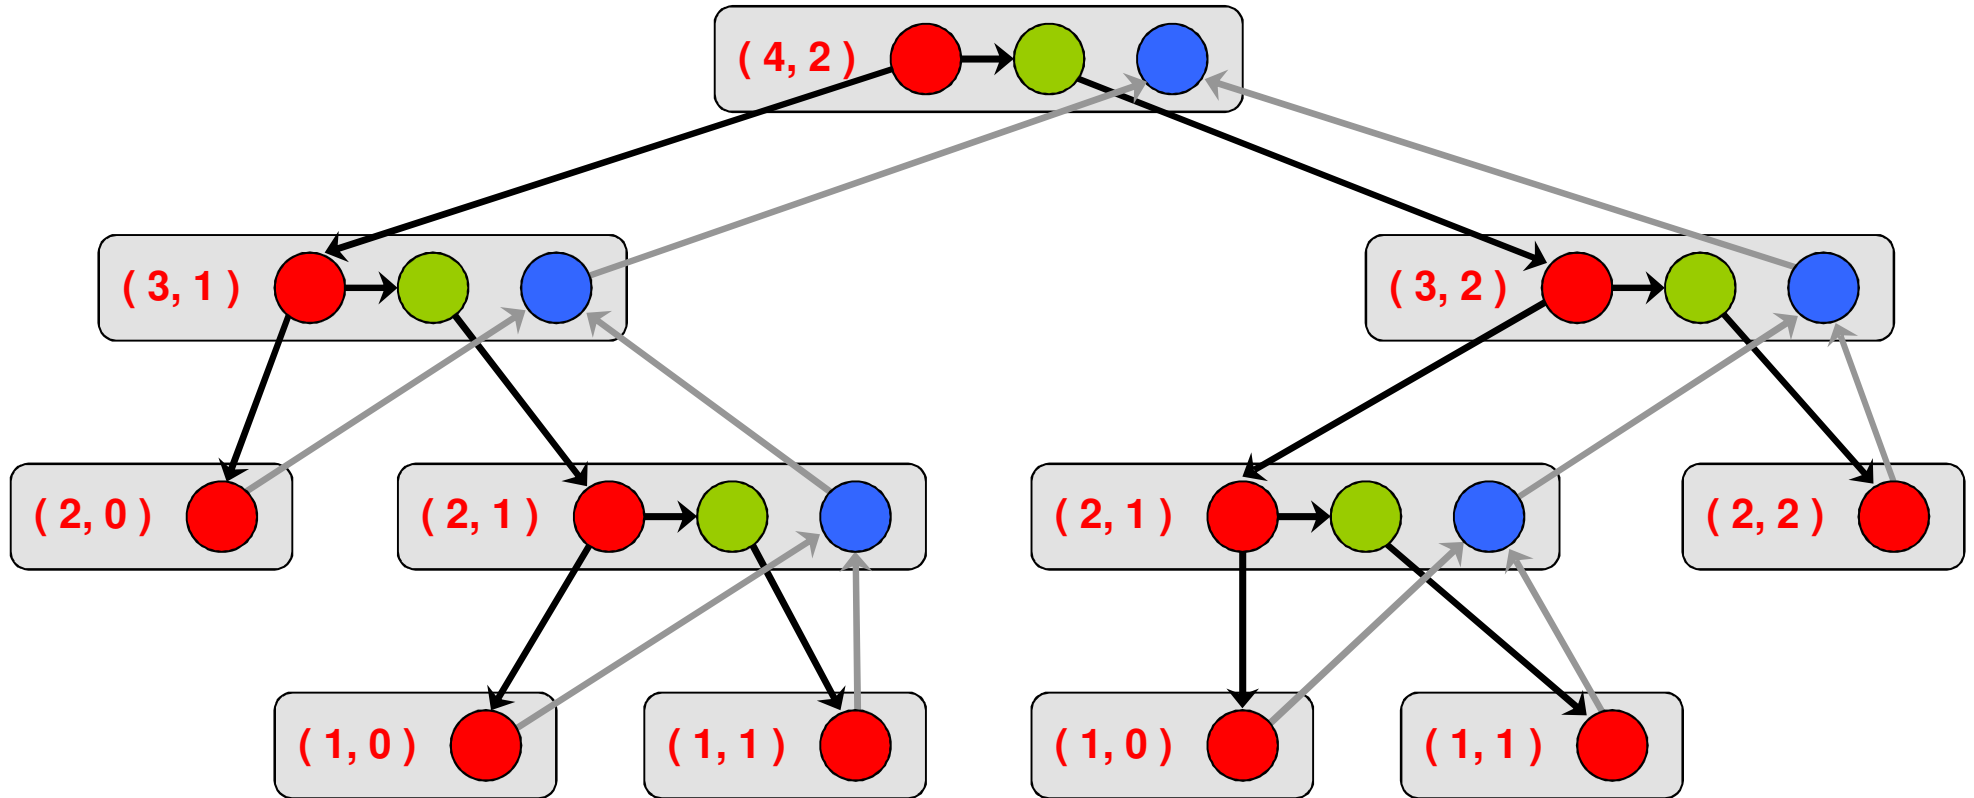 ( 4, 2 )
( 3, 1 )
( 3, 2 )
( 2, 0 )
( 2, 1 )
( 2, 1 )
( 2, 2 )
( 1, 0 )
( 1, 1 )
( 1, 0 )
( 1, 1 )